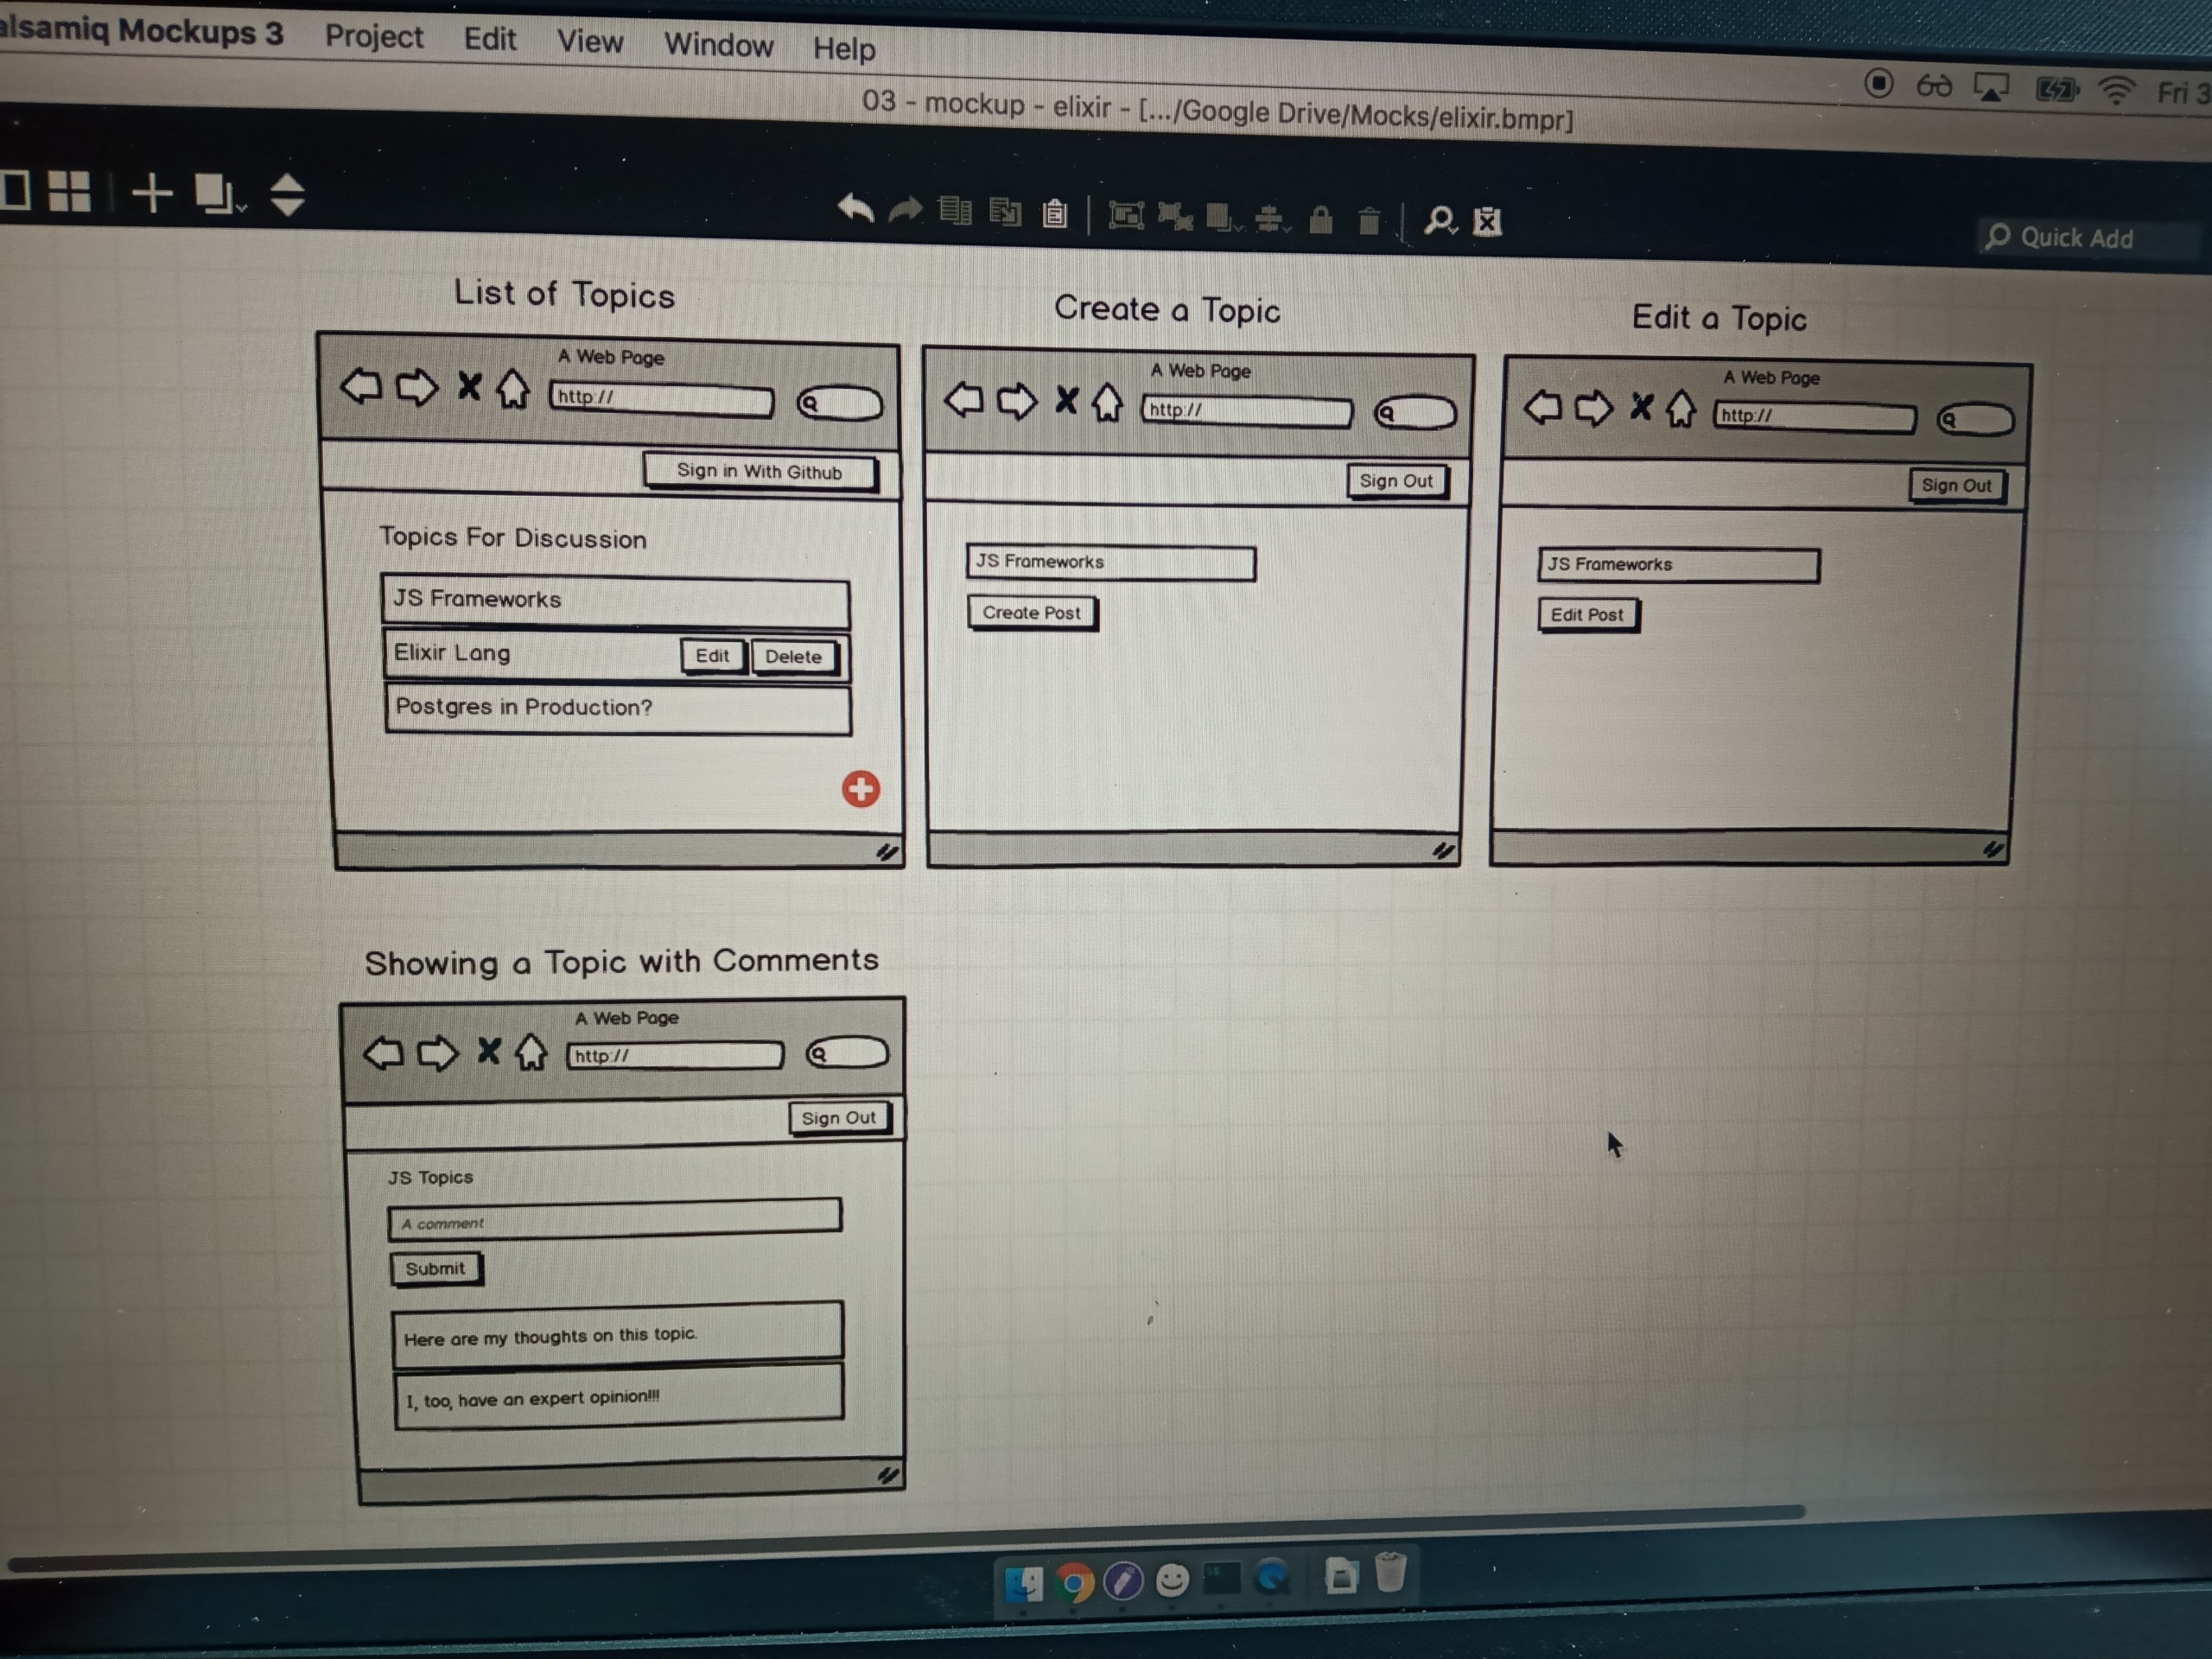 alsamiq Mockups 3 Project Edit View Window Help
Fri 3
03 - mockup - elixir - [.../Google Drive/Mocks/elixir.bmpr]
Quick Add
List of Topics
A Web Page
http://
Sign in With Github
Topics For Discussion
JS Frameworks
Elixir Lang Edit Delete
Postgres in Production?
Create a Topic
A Web Page
http://
Sign Out
JS Frameworks
Create Post
Edit a Topic
A Web Page
http://
Sign Out
JS Frameworks
Edit Post
Showing a Topic with Comments
A Web Page
http://
Sign Out
JS Topics
A comment
Submit
Here are my thoughts on this topic.
I, too, have an expert opinion!!!